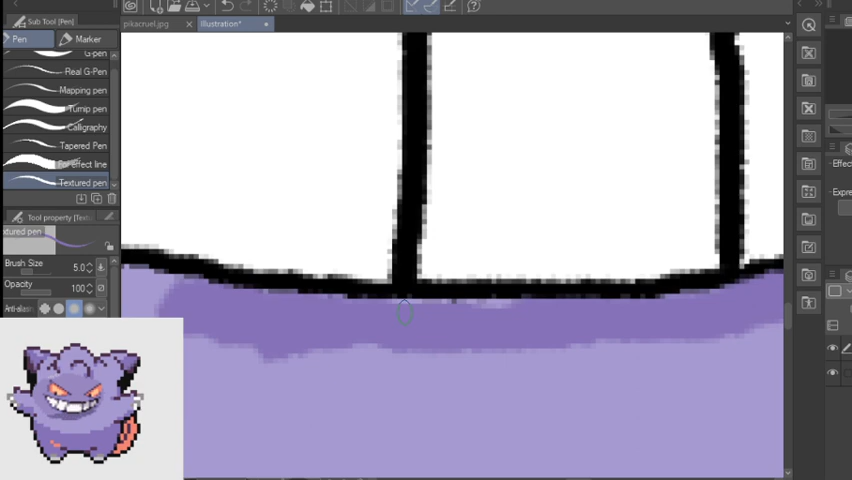 Sub Tool [Pen]
pikacruel.jpg
Illustration*
Pen
Marker
G-pen
Real G-Pen
Mapping pen
Turnip pen
Calligraphy
Tapered Pen
For effect line
Textured pen
Tool property [Text
xtured pen
Brush Size
5.0
Opacity
100
Anti-alias
Effec
Expre